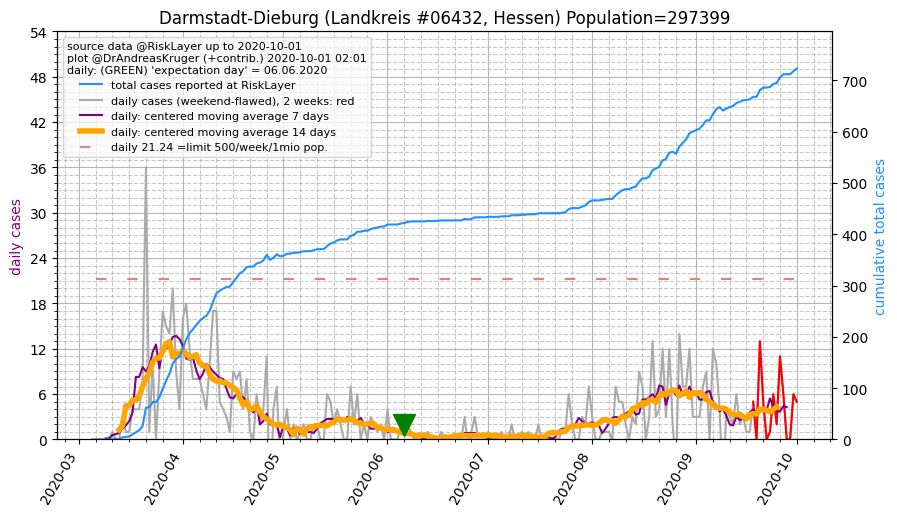 Darmstadt-Dieburg (Landkreis #06432, Hessen) Population=297399
source data @RiskLayer up to 2020-10-01
plot @DrAndreasKruger (+contrib.) 2020-10-01 02:01
daily: (GREEN) 'expectation day' = 06.06.2020
total cases reported at RiskLayer
daily cases (weekend-flawed), 2 weeks: red
daily: centered moving average 7 days
daily: centered moving average 14 days
daily 21.24 =limit 500/week/1mio pop.
daily cases
54
48
42
36
30
24
18
12
6
0
cumulative total cases
700
600
500
400
300
200
100
0
2020-03
2020-04
2020-05
2020-06
2020-07
2020-08
2020-09
2020-10